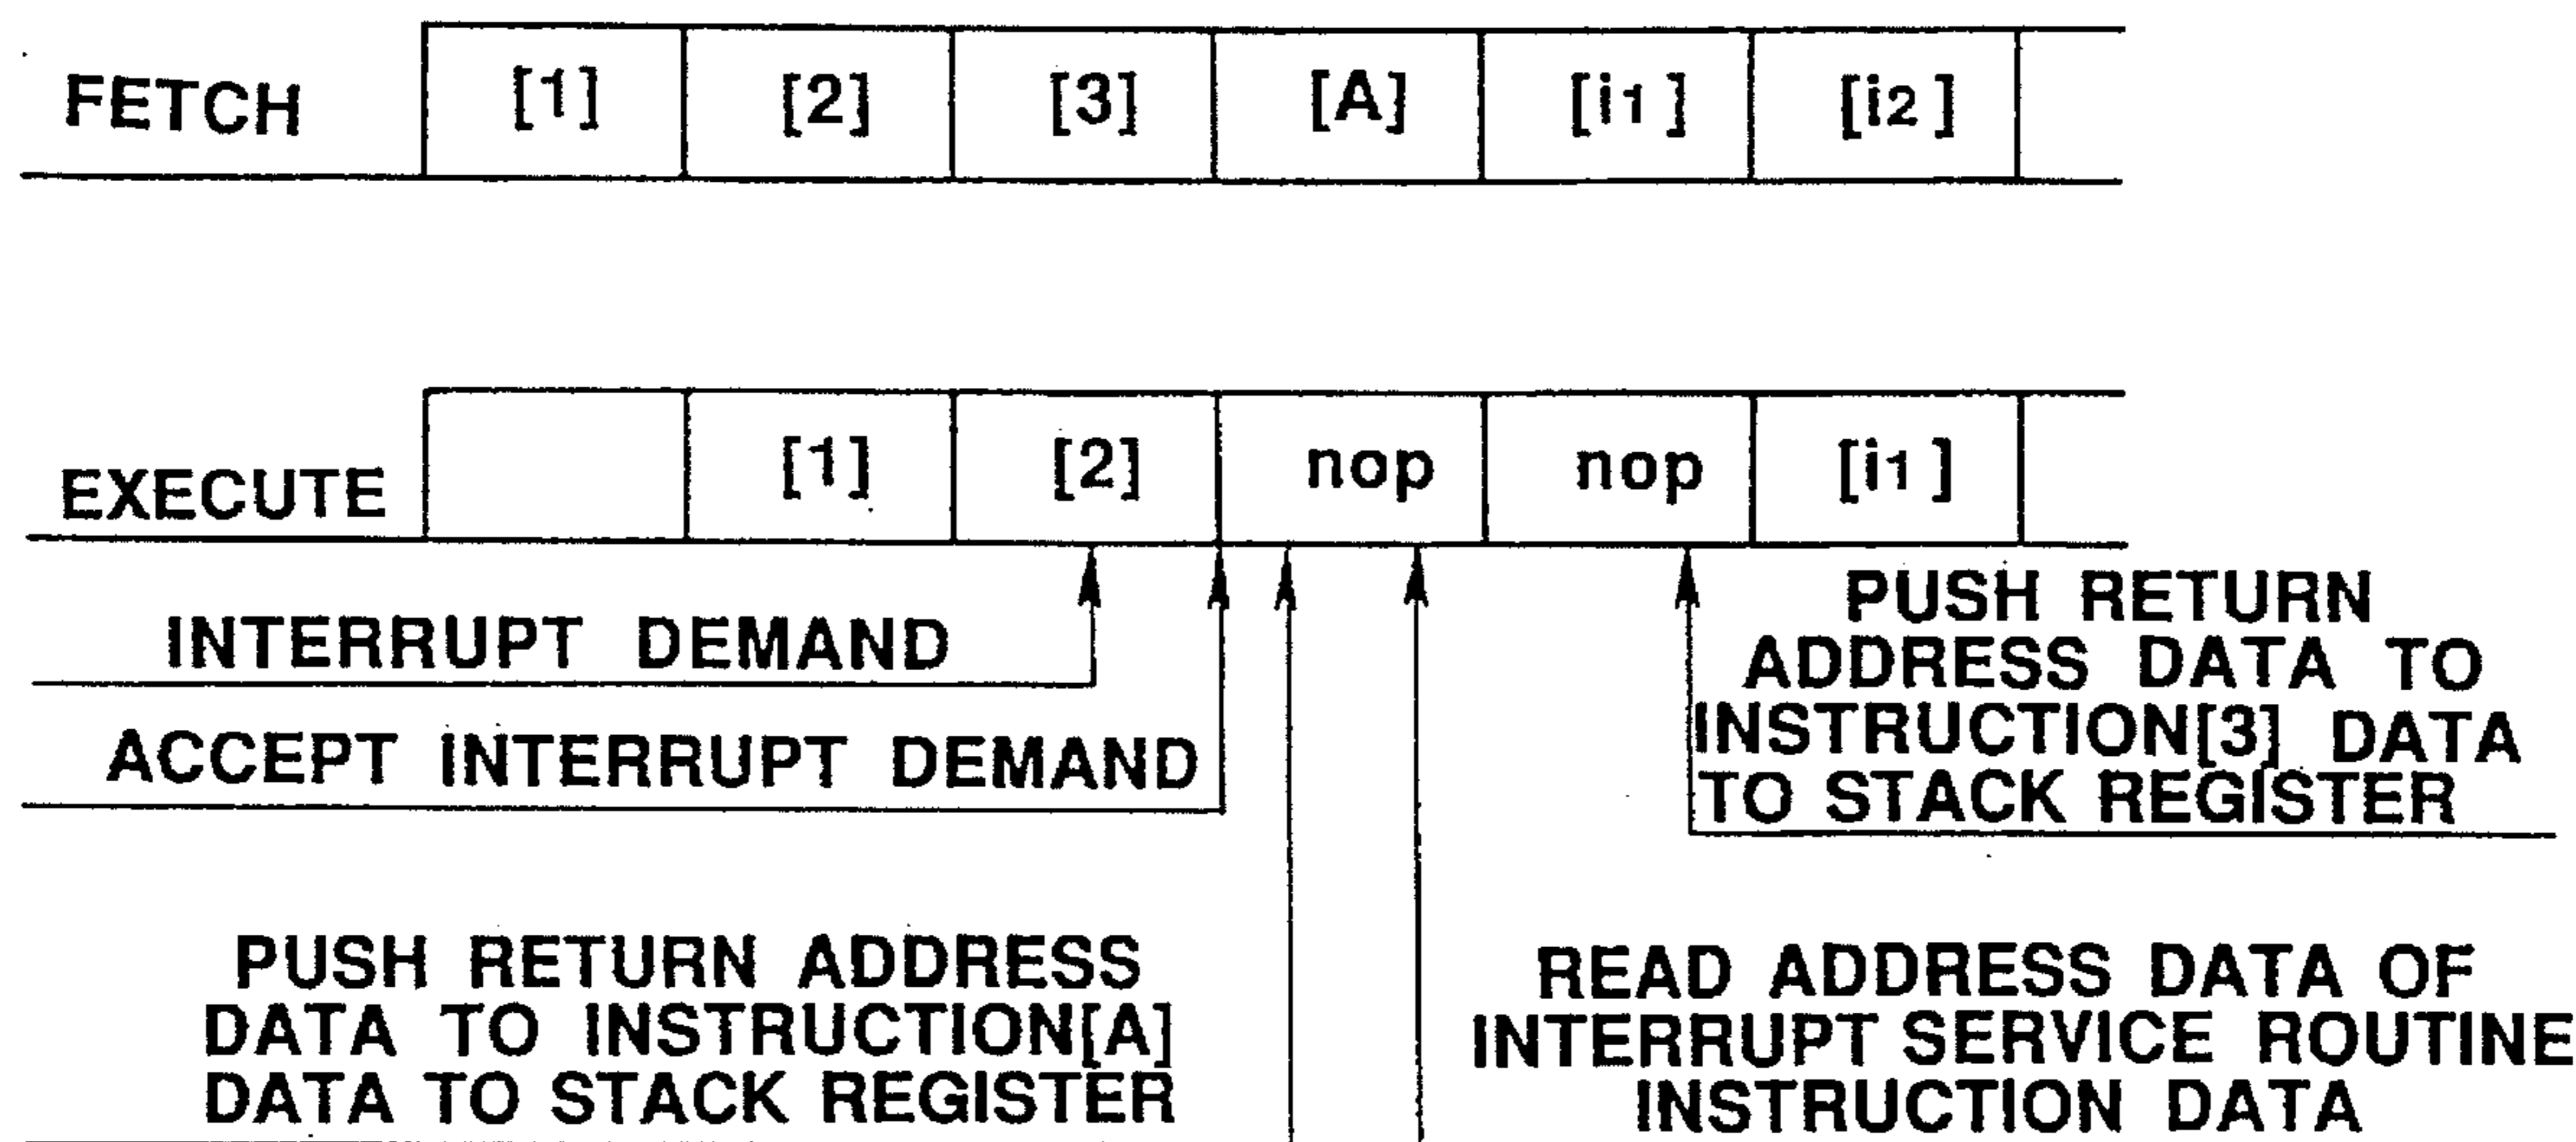 FETCH [1] [2] [3] [A] [i1] [i2]
EXECUTE [1] [2] nop nop [i1]
INTERRUPT DEMAND
ACCEPT INTERRUPT DEMAND
PUSH RETURN
ADDRESS DATA TO
INSTRUCTION[3] DATA
TO STACK REGISTER
PUSH RETURN ADDRESS
DATA TO INSTRUCTION[A]
DATA TO STACK REGISTER
READ ADDRESS DATA OF
INTERRUPT SERVICE ROUTINE
INSTRUCTION DATA